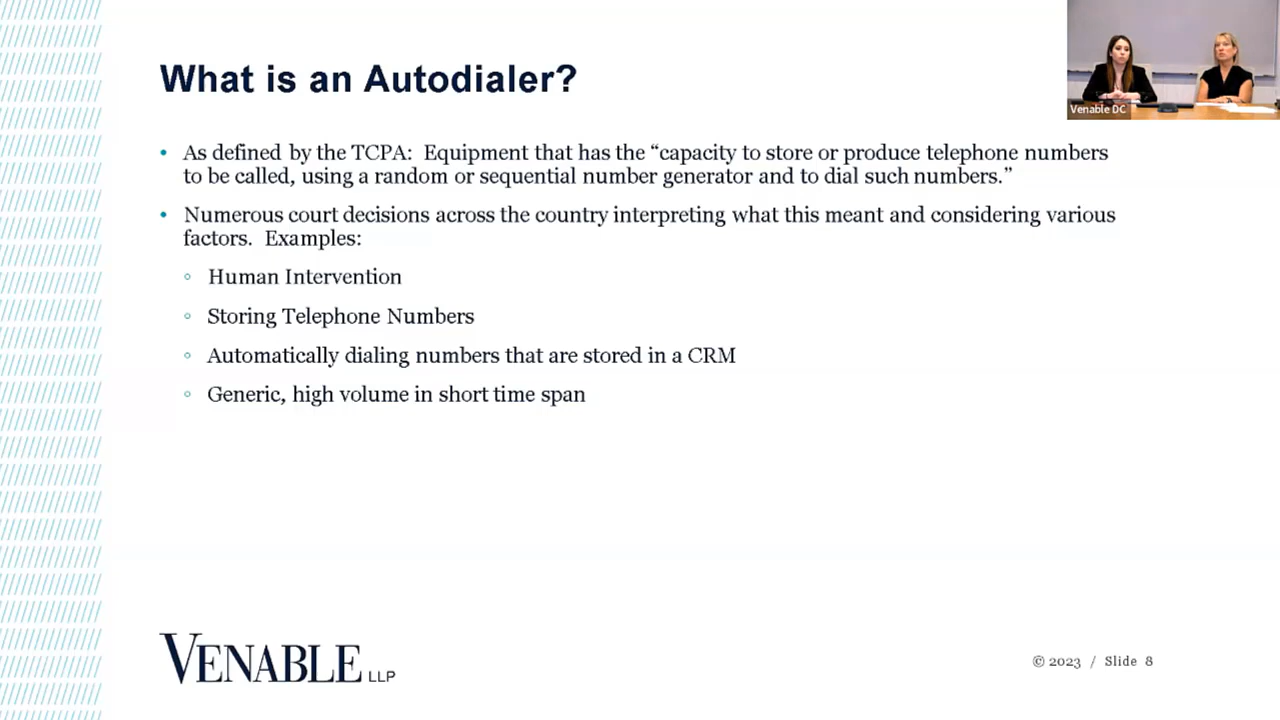 What is an Autodialer?
Venable DC
• As defined by the TCPA: Equipment that has the “capacity to store or produce telephone numbers
to be called, using a random or sequential number generator and to dial such numbers.”
• Numerous court decisions across the country interpreting what this meant and considering various
factors. Examples:
◦ Human Intervention
◦ Storing Telephone Numbers
◦ Automatically dialing numbers that are stored in a CRM
◦ Generic, high volume in short time span
VENABLE LLP
© 2023 / Slide 8